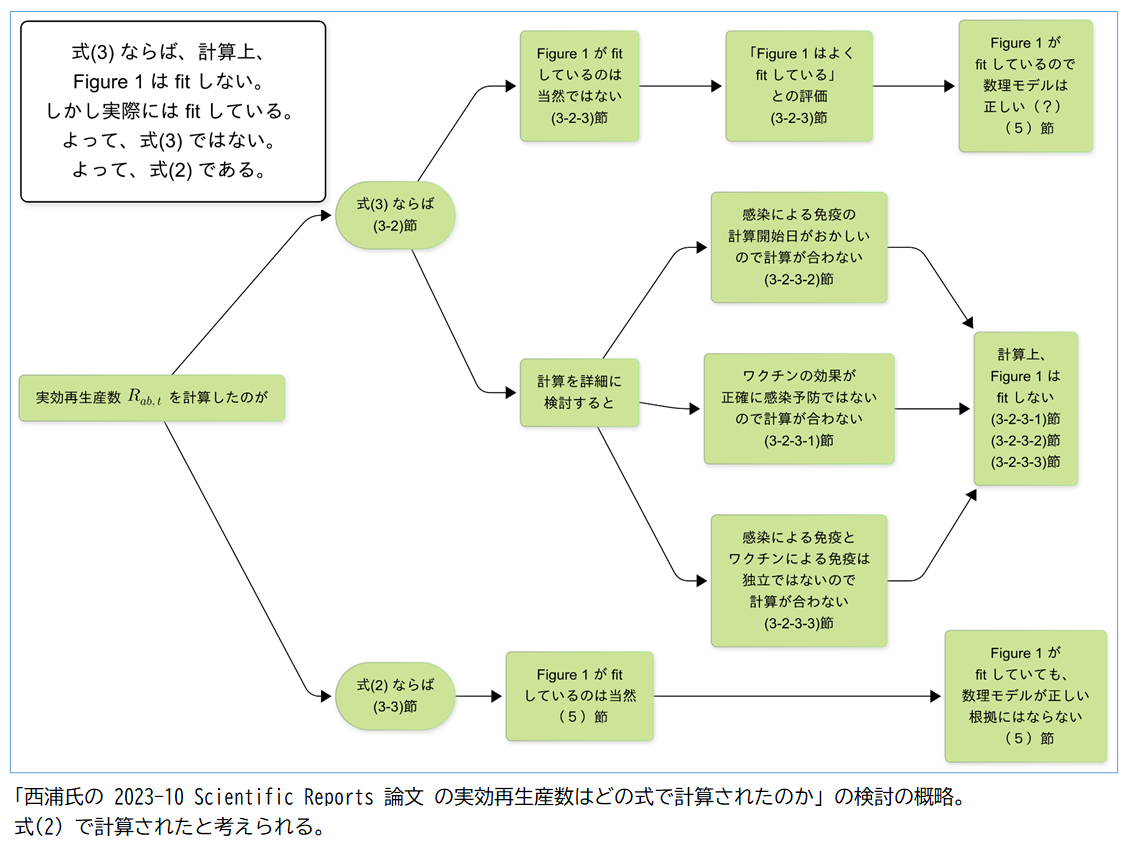 式(3) ならば、計算上、
Figure 1 は fit しない。
しかし実際には fit している。
よって、式(3) ではない。
よって、式(2) である。
実効再生産数 R_{ab,t} を計算したのが
式(3) ならば
(3-2)節
Figure 1 が fit
しているのは
当然ではない
(3-2-3)節
「Figure 1 はよく
fit している」
との評価
(3-2-3)節
Figure 1 が
fit しているので
数理モデルは
正しい（？）
（５）節
計算を詳細に
検討すると
感染による免疫の
計算開始日がおかしい
ので計算が合わない
(3-2-3-2)節
ワクチンの効果が
正確に感染予防ではない
ので計算が合わない
(3-2-3-1)節
感染による免疫と
ワクチンによる免疫は
独立ではないので
計算が合わない
(3-2-3-3)節
計算上、
Figure 1 は
fit しない
(3-2-3-1)節
(3-2-3-2)節
(3-2-3-3)節
式(2) ならば
(3-3)節
Figure 1 が fit
しているのは当然
（５）節
Figure 1 が
fit していても、
数理モデルが正しい
根拠にはならない
（５）節
「西浦氏の 2023-10 Scientific Reports 論文 の実効再生産数はどの式で計算されたのか」の検討の概略。
式(2) で計算されたと考えられる。